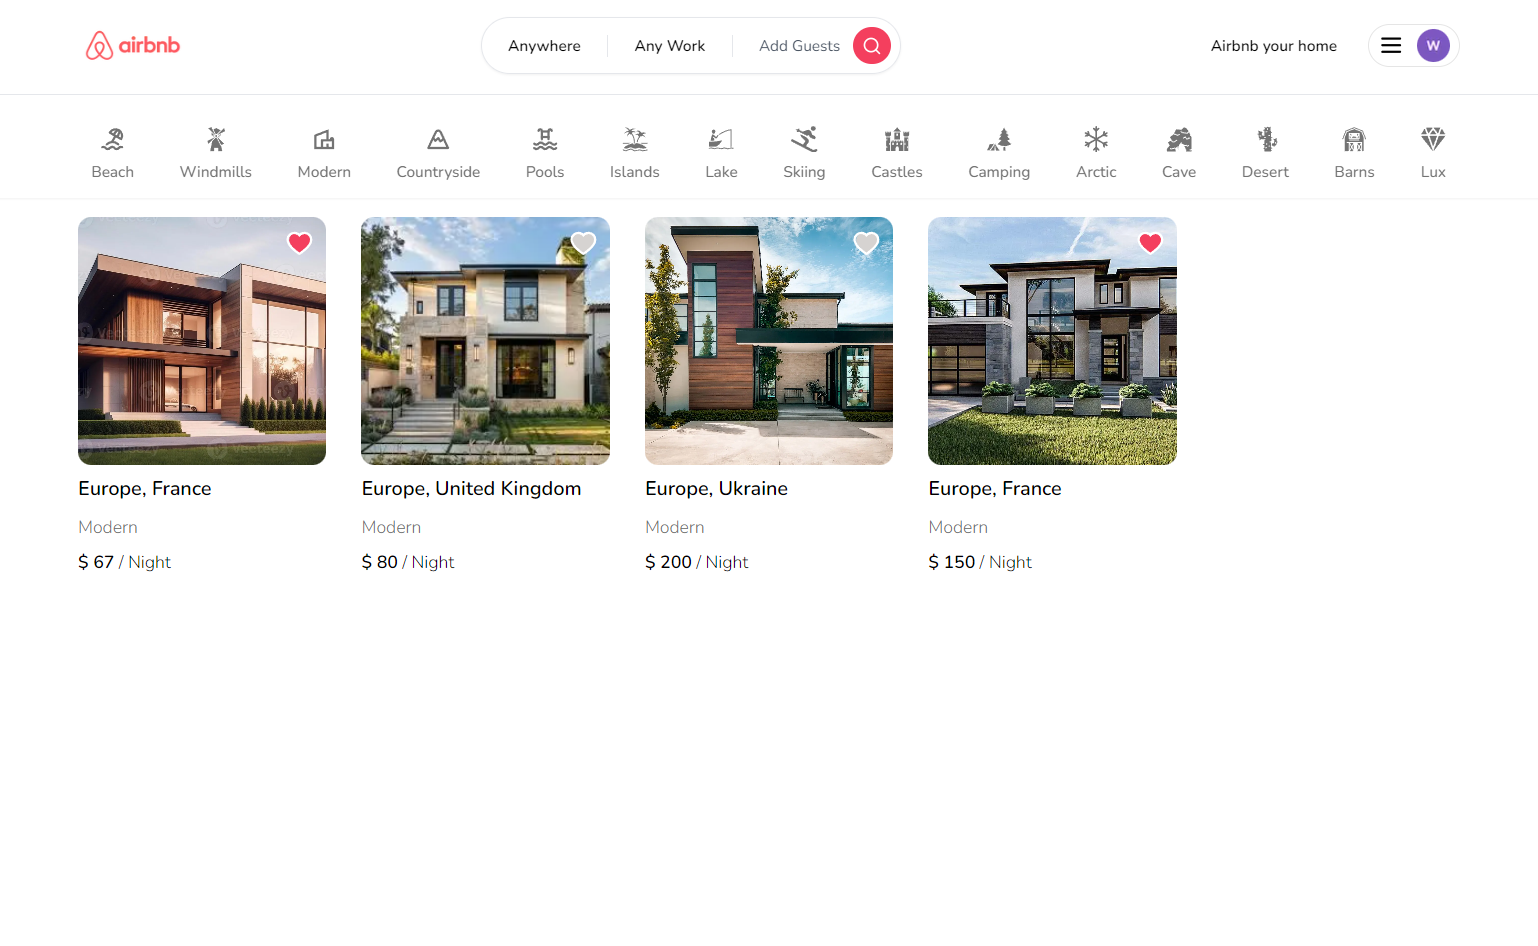 airbnb
Anywhere
Any Work
Add Guests
Airbnb your home
W
Beach
Windmills
Modern
Countryside
Pools
Islands
Lake
Skiing
Castles
Camping
Arctic
Cave
Desert
Barns
Lux
Europe, France
Modern
$ 67 / Night
Europe, United Kingdom
Modern
$ 80 / Night
Europe, Ukraine
Modern
$ 200 / Night
Europe, France
Modern
$ 150 / Night